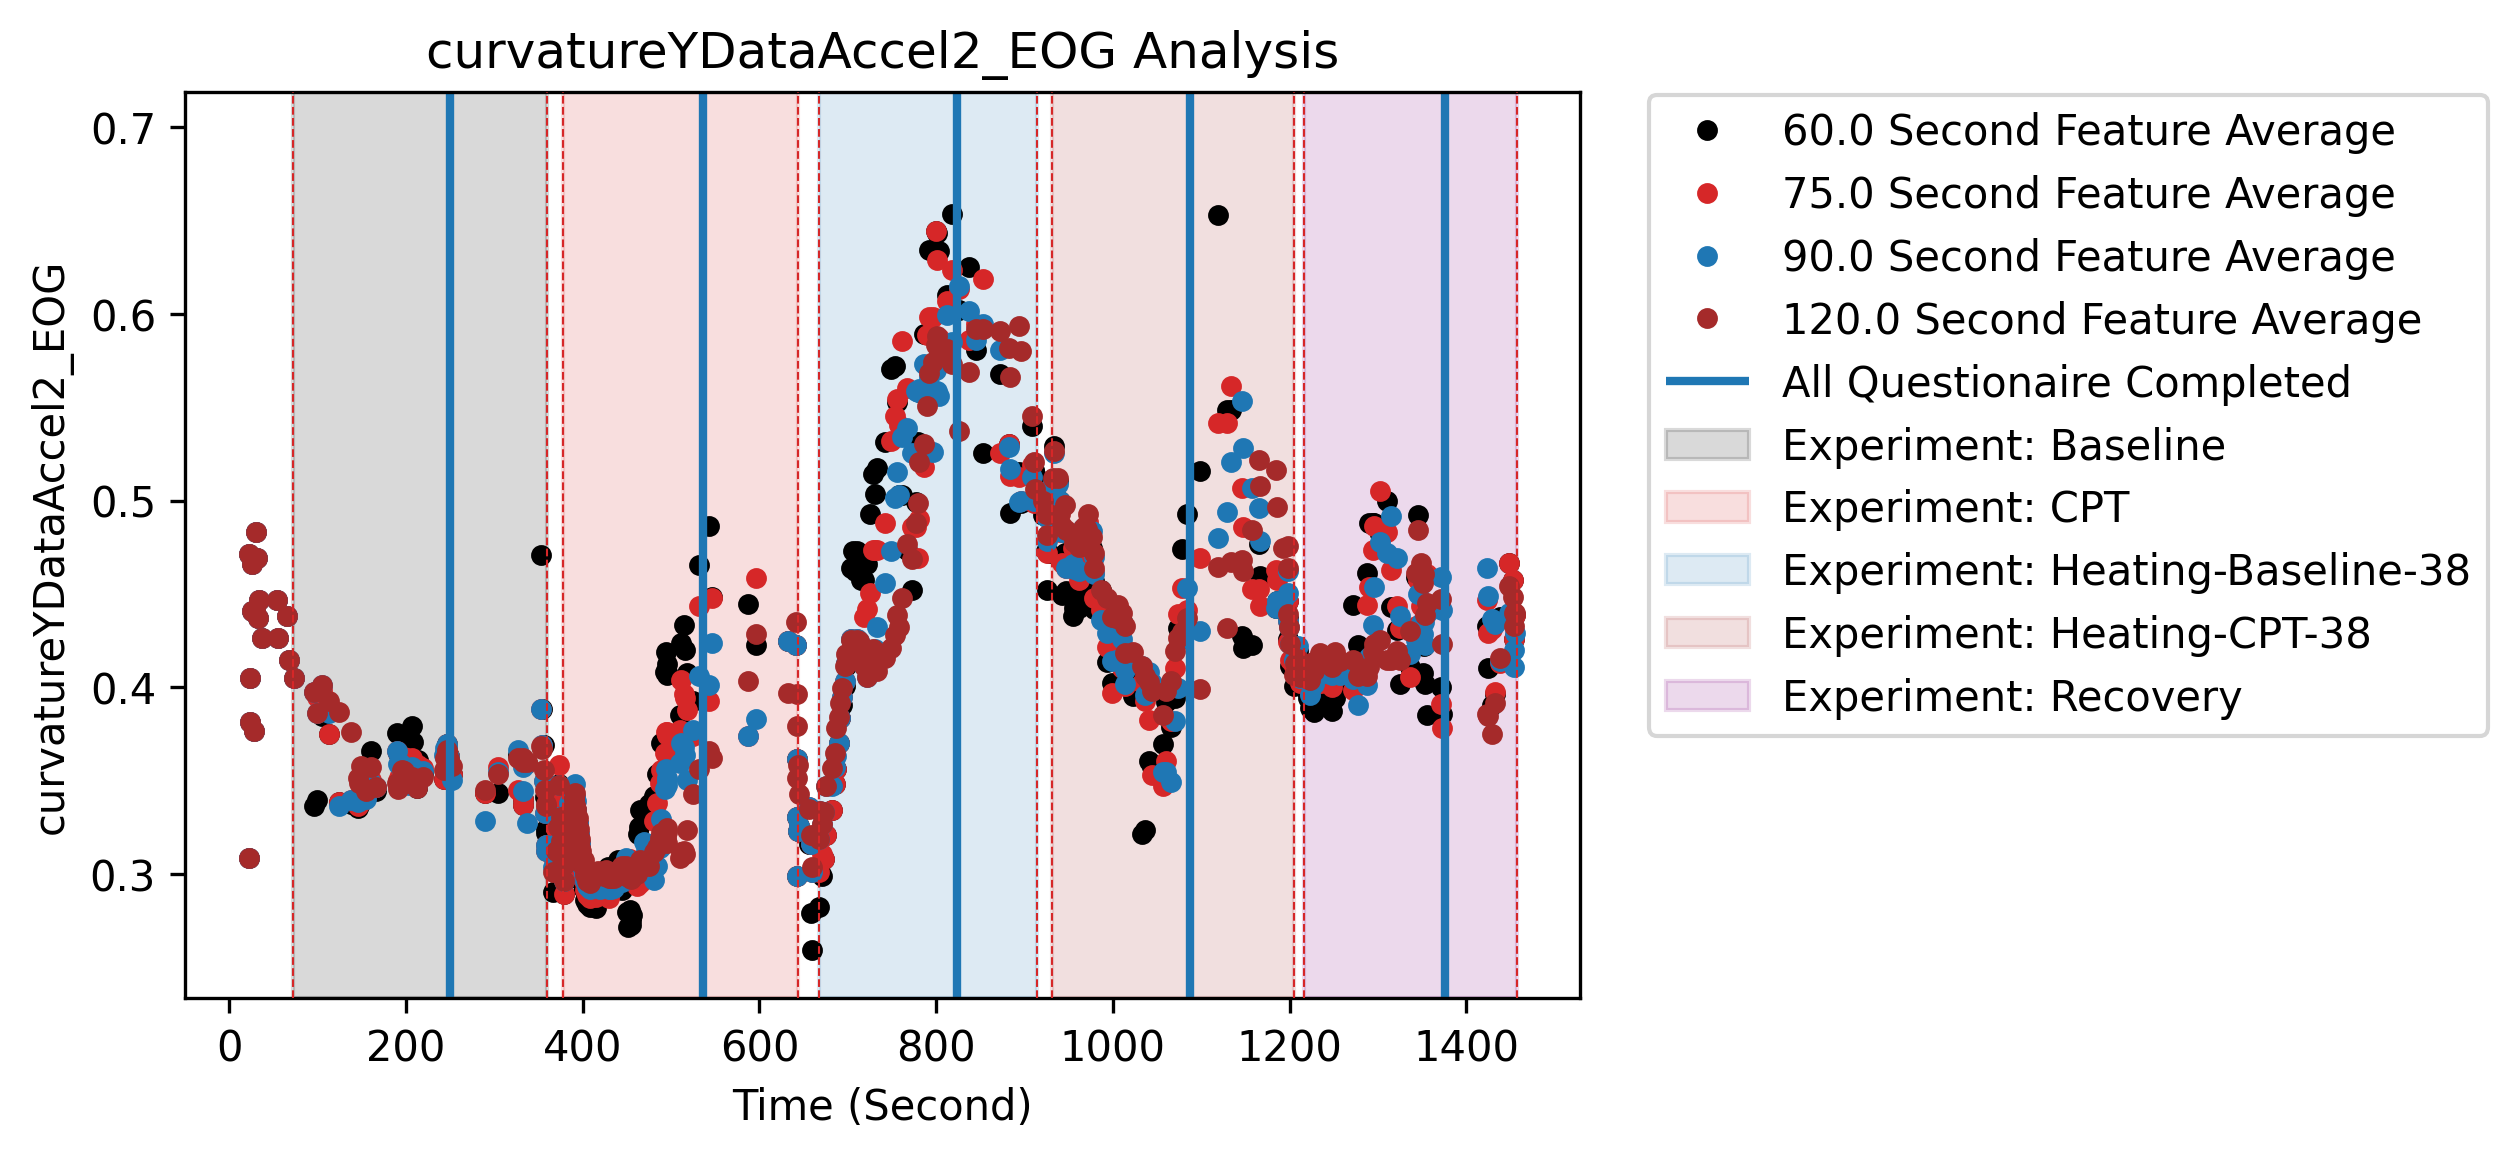 curvatureYDataAccel2_EOG Analysis
0.7
0.6
0.5
0.4
0.3
curvatureYDataAccel2_EOG
0 200 400 600 800 1000 1200 1400
Time (Second)
60.0 Second Feature Average
75.0 Second Feature Average
90.0 Second Feature Average
120.0 Second Feature Average
All Questionaire Completed
Experiment: Baseline
Experiment: CPT
Experiment: Heating-Baseline-38
Experiment: Heating-CPT-38
Experiment: Recovery